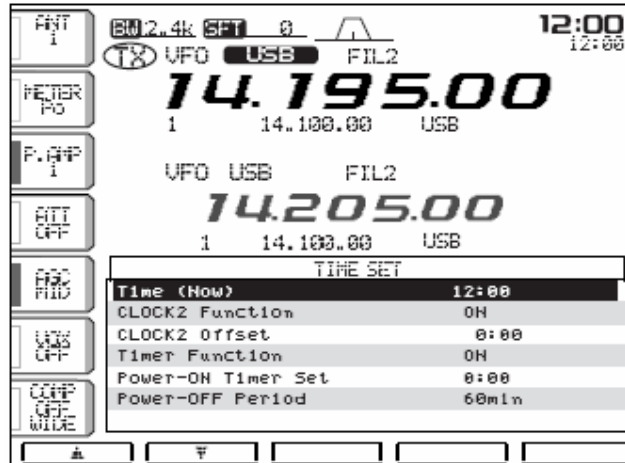 ANT
1
METER
PO
P.AMP
1
ATT
OFF
AGC
MID
VOX
OFF
COMP
OFF
WIDE
BW 2.4k SFT 0
12:00
12:00
TX VFO USB FIL2
14.195.00
1 14.100.00 USB
VFO USB FIL2
14.205.00
1 14.100.00 USB
TIME SET
Time (Now) 12:00
CLOCK2 Function ON
CLOCK2 Offset 0:00
Timer Function ON
Power-ON Timer Set 0:00
Power-OFF Period 60min